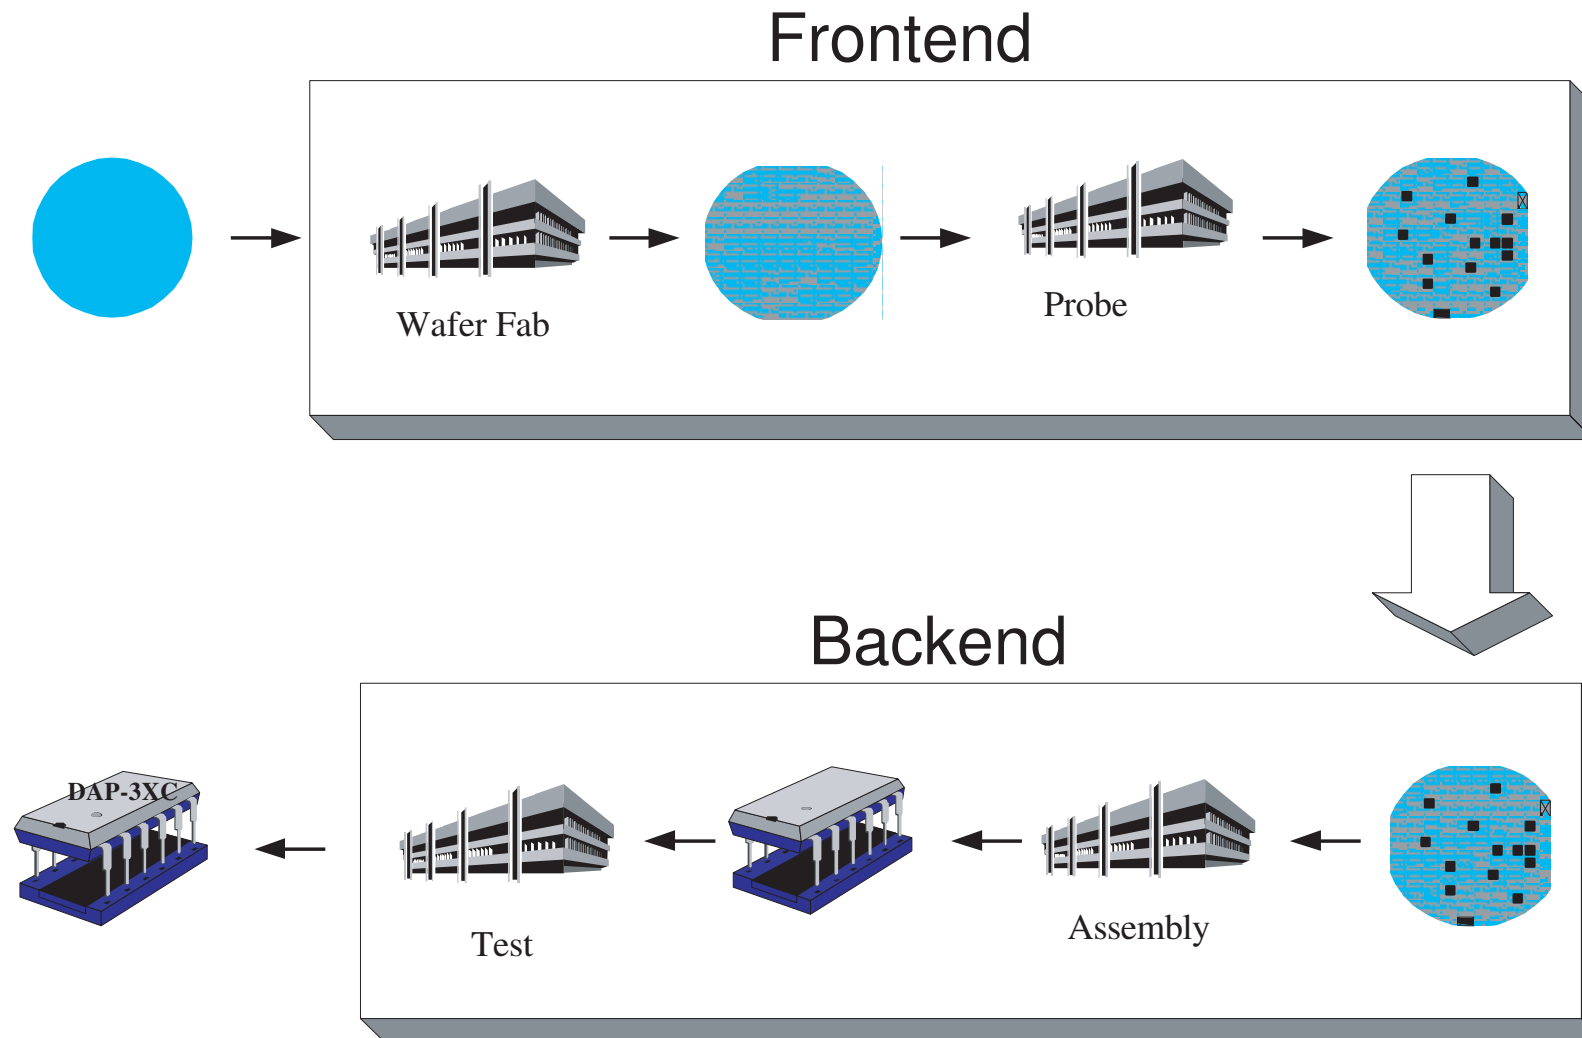 Frontend
Wafer Fab
Probe
Backend
DAP-3XC
Test
Assembly